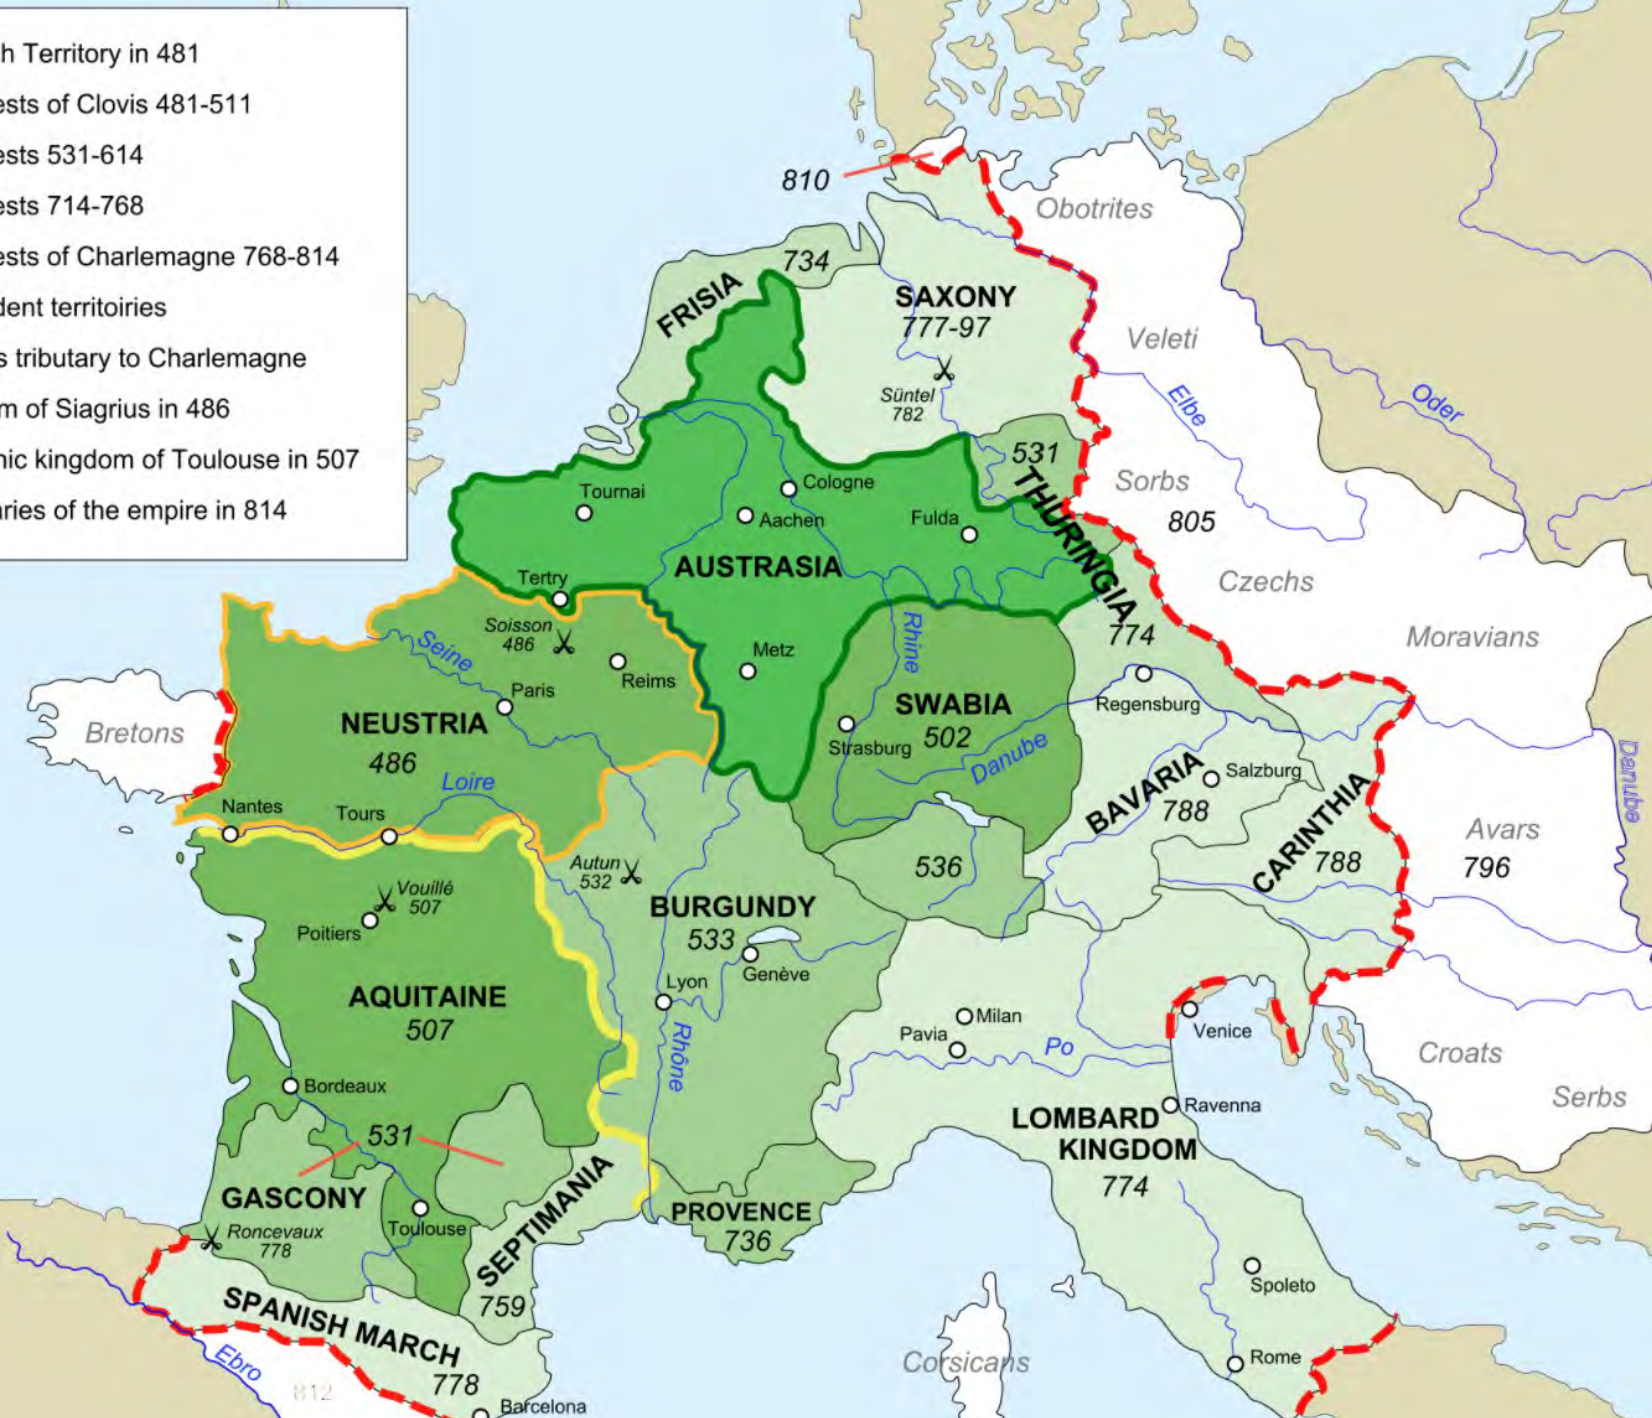 h Territory in 481
ests of Clovis 481-511
ests 531-614
ests 714-768
ests of Charlemagne 768-814
dent territoiries
s tributary to Charlemagne
m of Siagrius in 486
nic kingdom of Toulouse in 507
aries of the empire in 814
810
Obotrites
734
FRISIA
SAXONY
777-97
Veleti
Süntel
782
Elbe
Oder
531
THURINGIA
Sorbs
805
Tournai
Cologne
Aachen
Fulda
AUSTRASIA
Tertry
Czechs
Soisson
486
Seine
Rhine
774
Moravians
Metz
Reims
Paris
Regensburg
Bretons
NEUSTRIA
486
SWABIA
502
Strasburg
Danube
Danube
Loire
BAVARIA
788
Salzburg
Nantes
Tours
CARINTHIA
788
Avars
796
Autun
532
536
Vouillé
507
Poitiers
BURGUNDY
533
Genève
Lyon
AQUITAINE
507
Milan
Pavia
Po
Venice
Rhône
Croats
Bordeaux
Serbs
531
LOMBARD
KINGDOM
774
Ravenna
GASCONY
SEPTIMANIA
759
PROVENCE
736
Toulouse
Roncevaux
778
Spoleto
SPANISH MARCH
778
Ebro
812
Corsicans
Rome
Barcelona